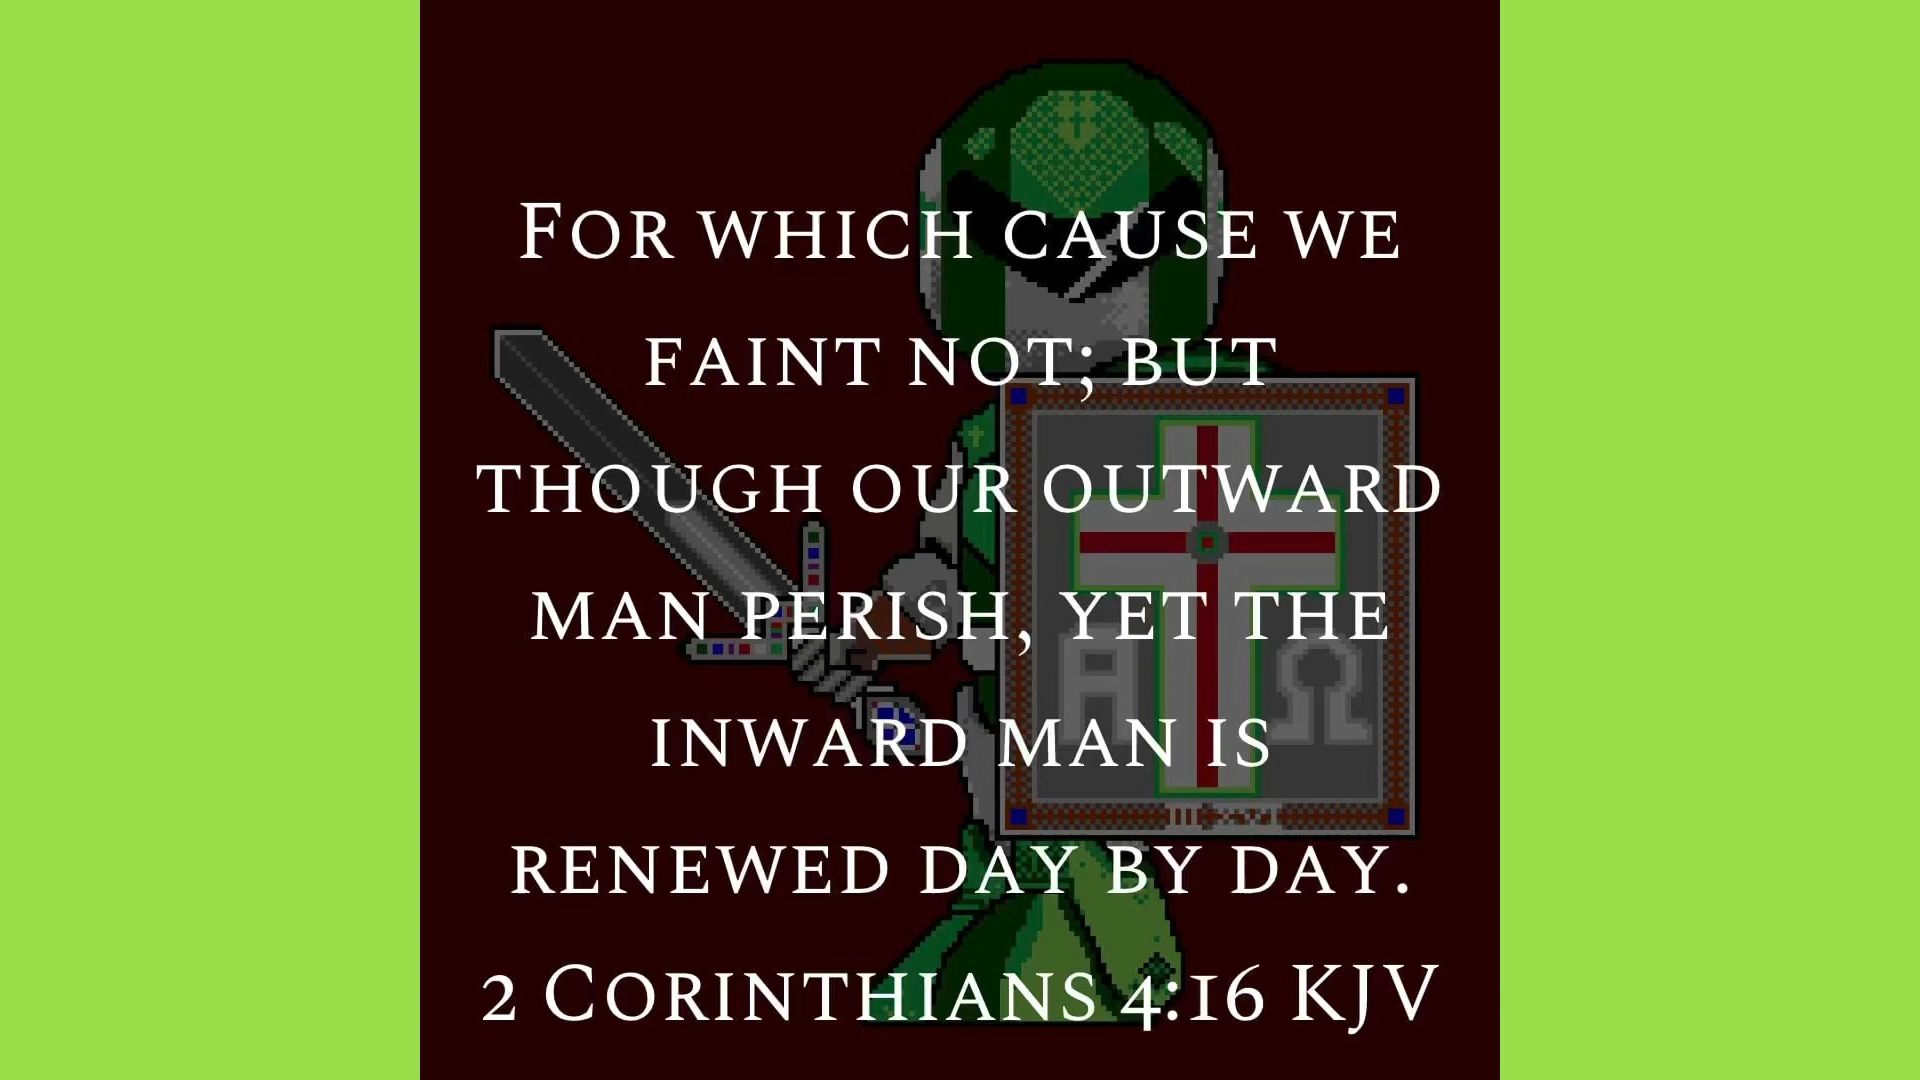 For which cause we
faint not; but
though our outward
man perish, yet the
inward man is
renewed day by day.
2 Corinthians 4:16 KJV
Α Ω